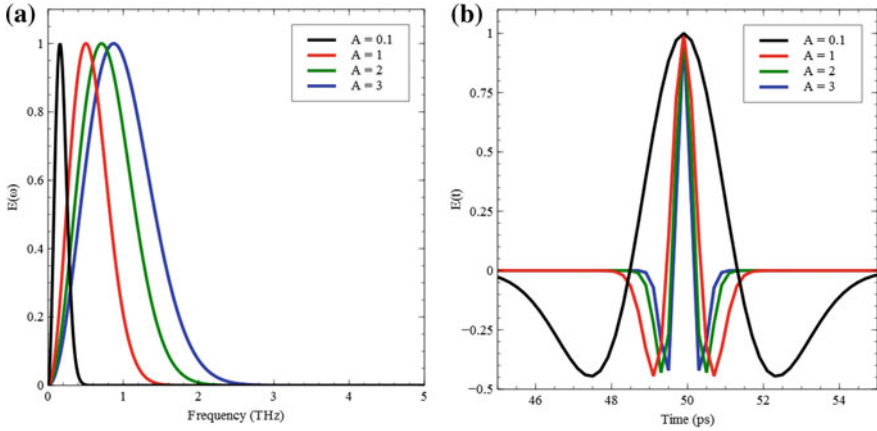 (a)
E(ω)
1
0.8
0.6
0.4
0.2
0
0
1
2
3
4
5
Frequency (THz)
A = 0.1
A = 1
A = 2
A = 3
(b)
E(t)
1
0.75
0.5
0.25
0
−0.25
−0.5
46
48
50
52
54
Time (ps)
A = 0.1
A = 1
A = 2
A = 3